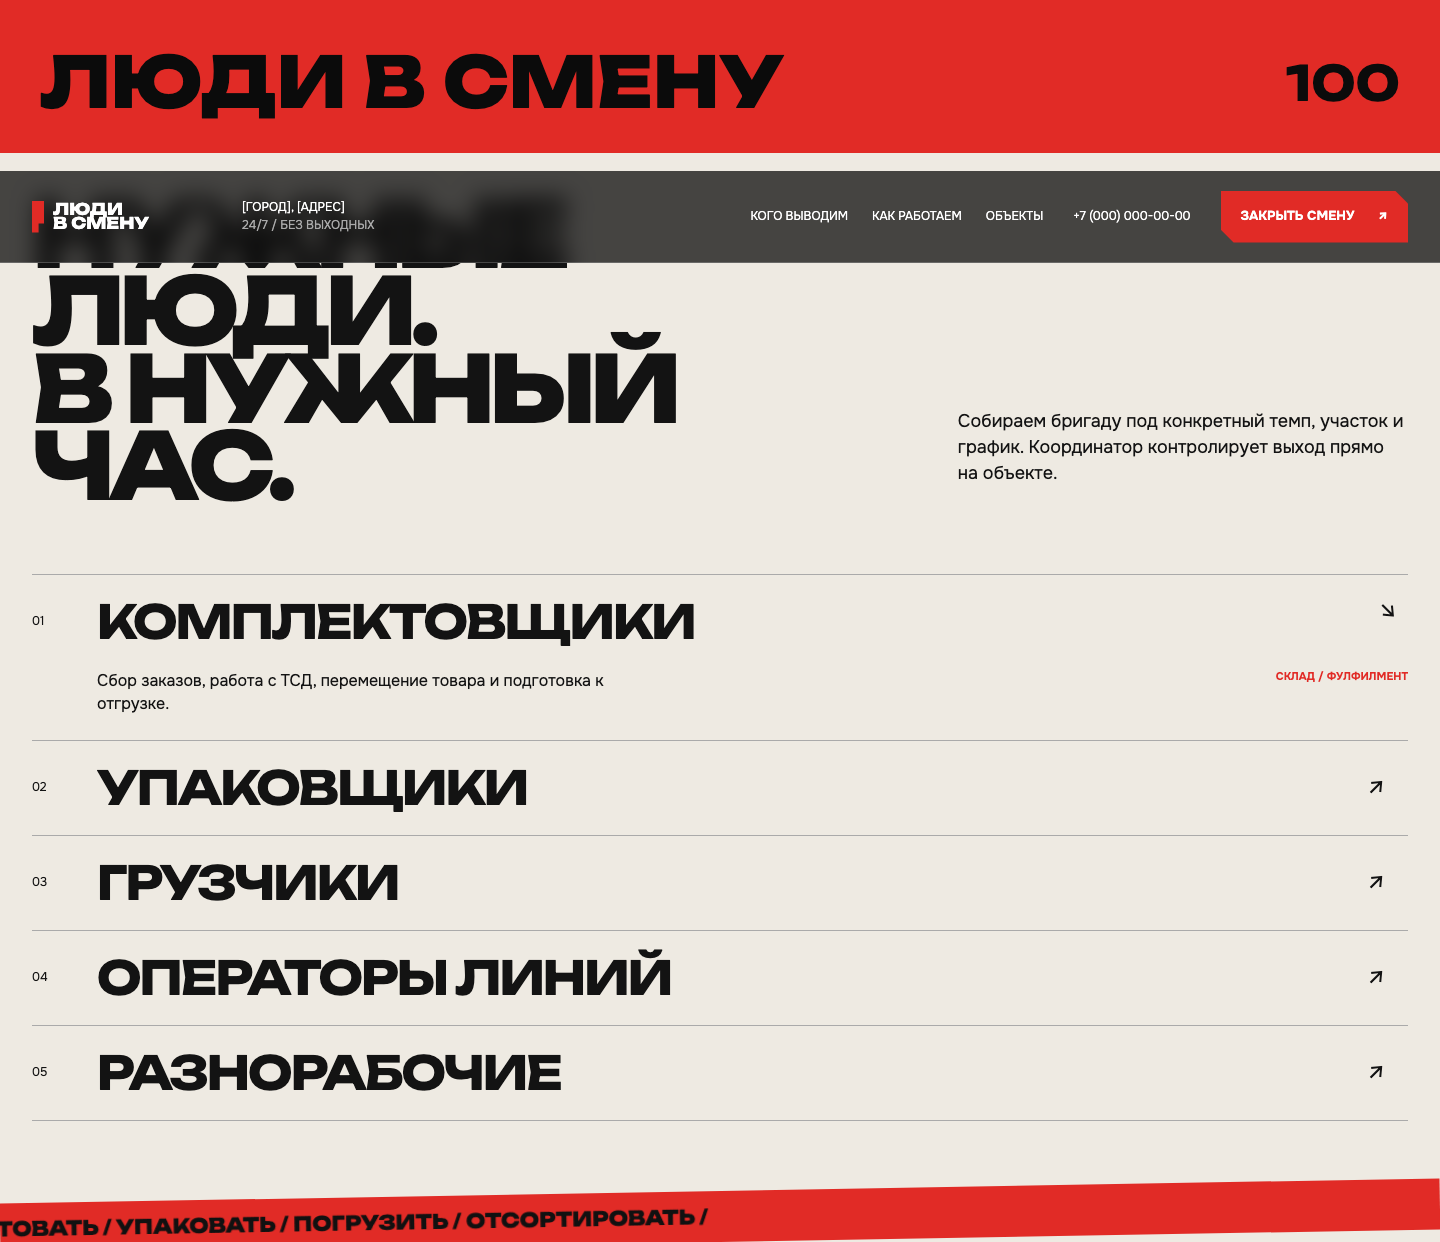 ЛЮДИ В СМЕНУ
100
ЛЮДИ
В СМЕНУ
[ГОРОД], [АДРЕС]
24/7 / БЕЗ ВЫХОДНЫХ
КОГО ВЫВОДИМ
КАК РАБОТАЕМ
ОБЪЕКТЫ
+7 (000) 000-00-00
ЗАКРЫТЬ СМЕНУ
ЛЮДИ.
В НУЖНЫЙ
ЧАС.
Собираем бригаду под конкретный темп, участок и
график. Координатор контролирует выход прямо
на объекте.
01
КОМПЛЕКТОВЩИКИ
Сбор заказов, работа с ТСД, перемещение товара и подготовка к
отгрузке.
СКЛАД / ФУЛФИЛМЕНТ
02
УПАКОВЩИКИ
03
ГРУЗЧИКИ
04
ОПЕРАТОРЫ ЛИНИЙ
05
РАЗНОРАБОЧИЕ
ТОВАТЬ / УПАКОВАТЬ / ПОГРУЗИТЬ / ОТСОРТИРОВАТЬ /